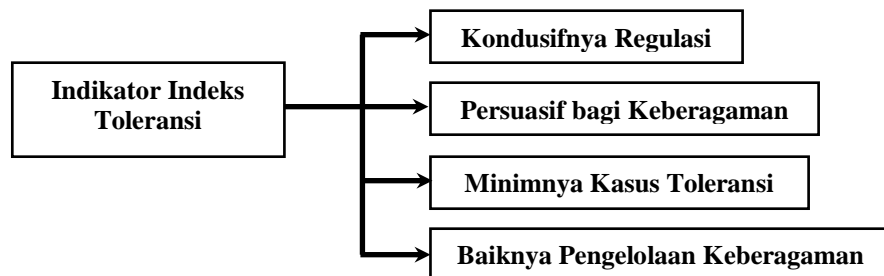 Indikator Indeks
Toleransi
Kondusifnya Regulasi
Persuasif bagi Keberagaman
Minimnya Kasus Toleransi
Baiknya Pengelolaan Keberagaman